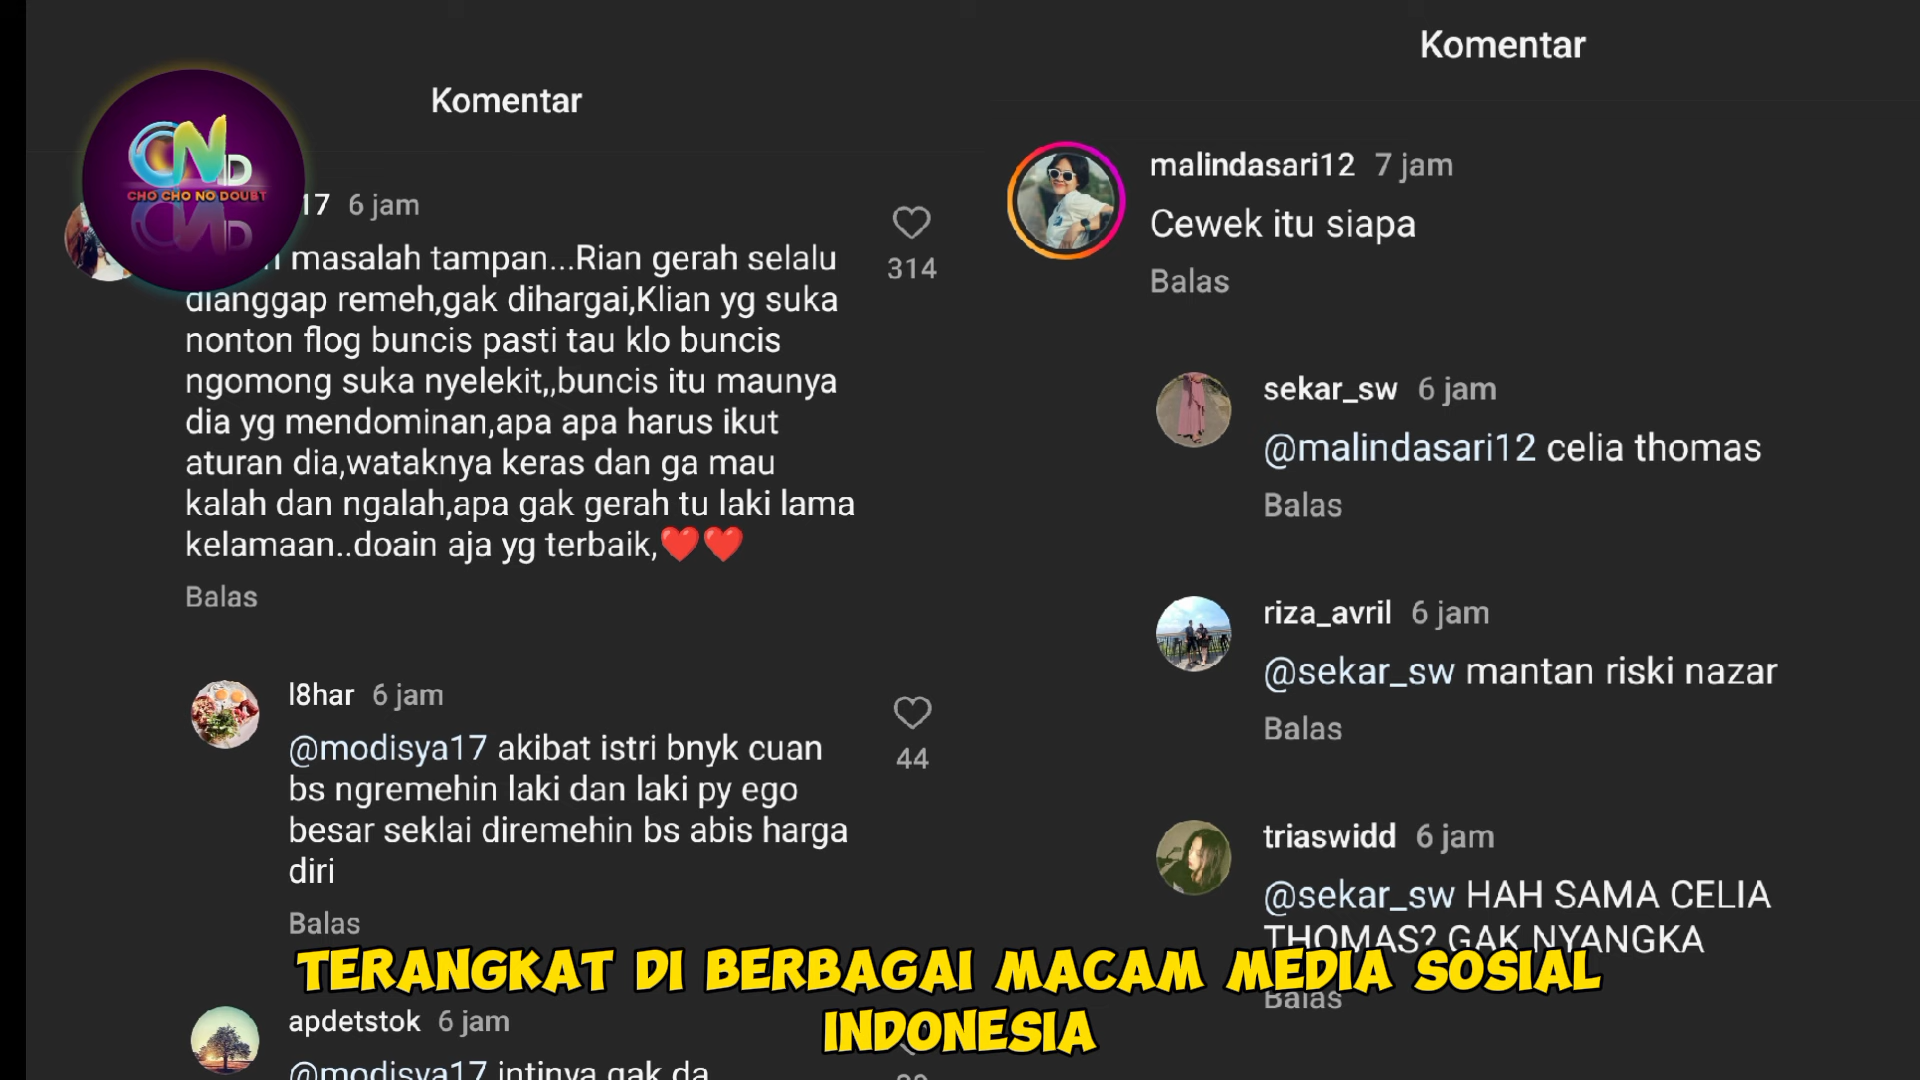 Komentar
CND
CHO CHO NO DOUBT
17 6 jam
masalah tampan...Rian gerah selalu
dianggap remeh,gak dihargai,Klian yg suka
nonton flog buncis pasti tau klo buncis
ngomong suka nyelekit,,buncis itu maunya
dia yg mendominan,apa apa harus ikut
aturan dia,wataknya keras dan ga mau
kalah dan ngalah,apa gak gerah tu laki lama
kelamaan..doain aja yg terbaik,❤️❤️
314
Balas
l8har 6 jam
@modisya17 akibat istri bnyk cuan
bs ngremehin laki dan laki py ego
besar seklai diremehin bs abis harga
diri
44
Balas
apdetstok 6 jam
@modisya17 intinya gak da
Komentar
malindasari12 7 jam
Cewek itu siapa
Balas
sekar_sw 6 jam
@malindasari12 celia thomas
Balas
riza_avril 6 jam
@sekar_sw mantan riski nazar
Balas
triaswidd 6 jam
@sekar_sw HAH SAMA CELIA
THOMAS? GAK NYANGKA
Balas
TERANGKAT DI BERBAGAI MACAM MEDIA SOSIAL
INDONESIA